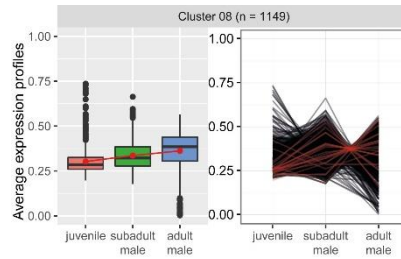 Cluster 08 (n = 1149)
Average expression profiles
1.00
0.75
0.50
0.25
0.00
juvenile
subadult
male
adult
male
1.00
0.75
0.50
0.25
0.00
juvenile
subadult
male
adult
male